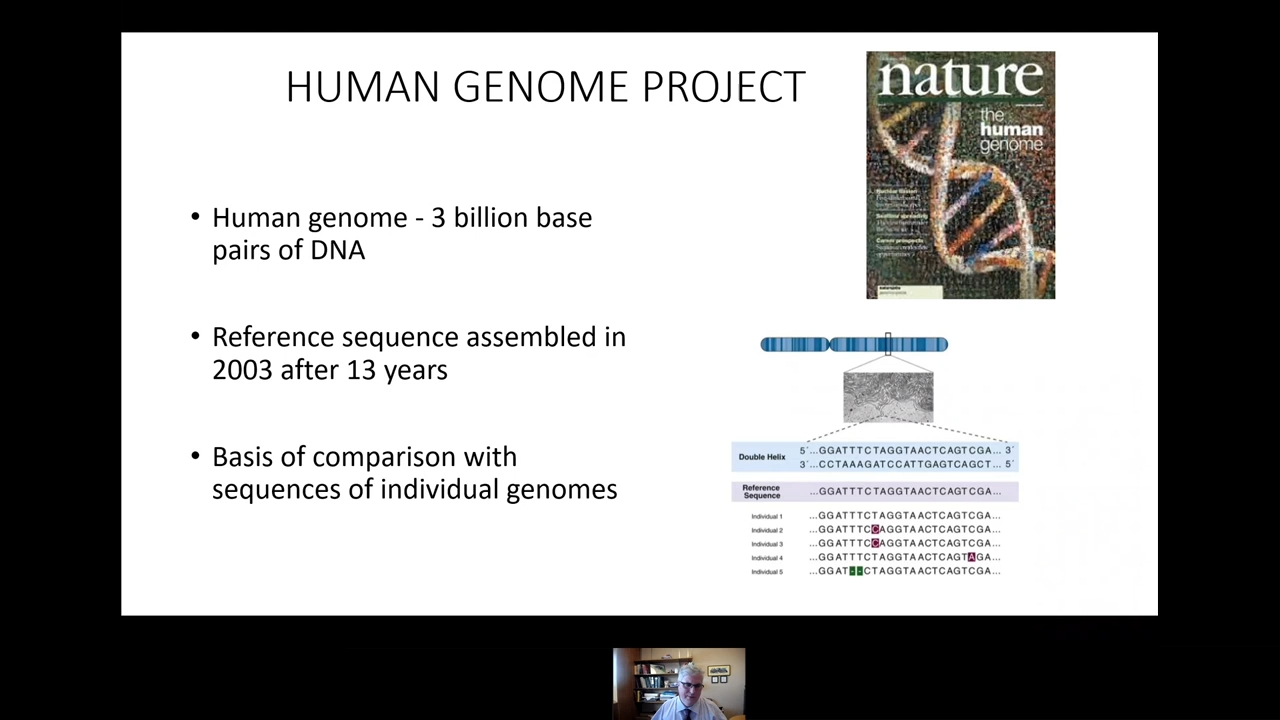 HUMAN GENOME PROJECT
• Human genome - 3 billion base
pairs of DNA
• Reference sequence assembled in
2003 after 13 years
• Basis of comparison with
sequences of individual genomes
nature
the
human
genome
Career prospects
Double Helix
5´...GGATTTCTAGGTAACTCAGTCGA... 3´
3´...CCTAAAGATCCATTGAGTCAGCT... 5´
Reference
Sequence
...GGATTTCTAGGTAACTCAGTCGA...
Individual 1 ...GGATTTCTAGGTAACTCAGTCGA...
Individual 2 ...GGATTTCCAGGTAACTCAGTCGA...
Individual 3 ...GGATTTCCAGGTAACTCAGTCGA...
Individual 4 ...GGATTTCTAGGTAACTCAGTAGA...
Individual 5 ...GGAT--CTAGGTAACTCAGTCGA...